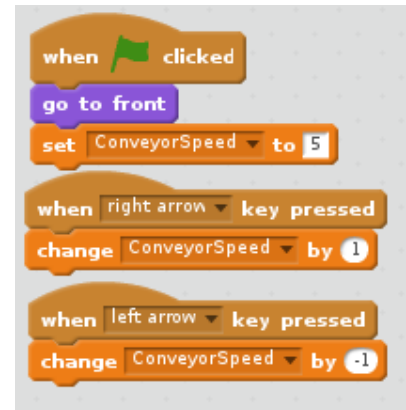 when clicked
go to front
set ConveyorSpeed to 5
when right arrow key pressed
change ConveyorSpeed by 1
when left arrow key pressed
change ConveyorSpeed by -1